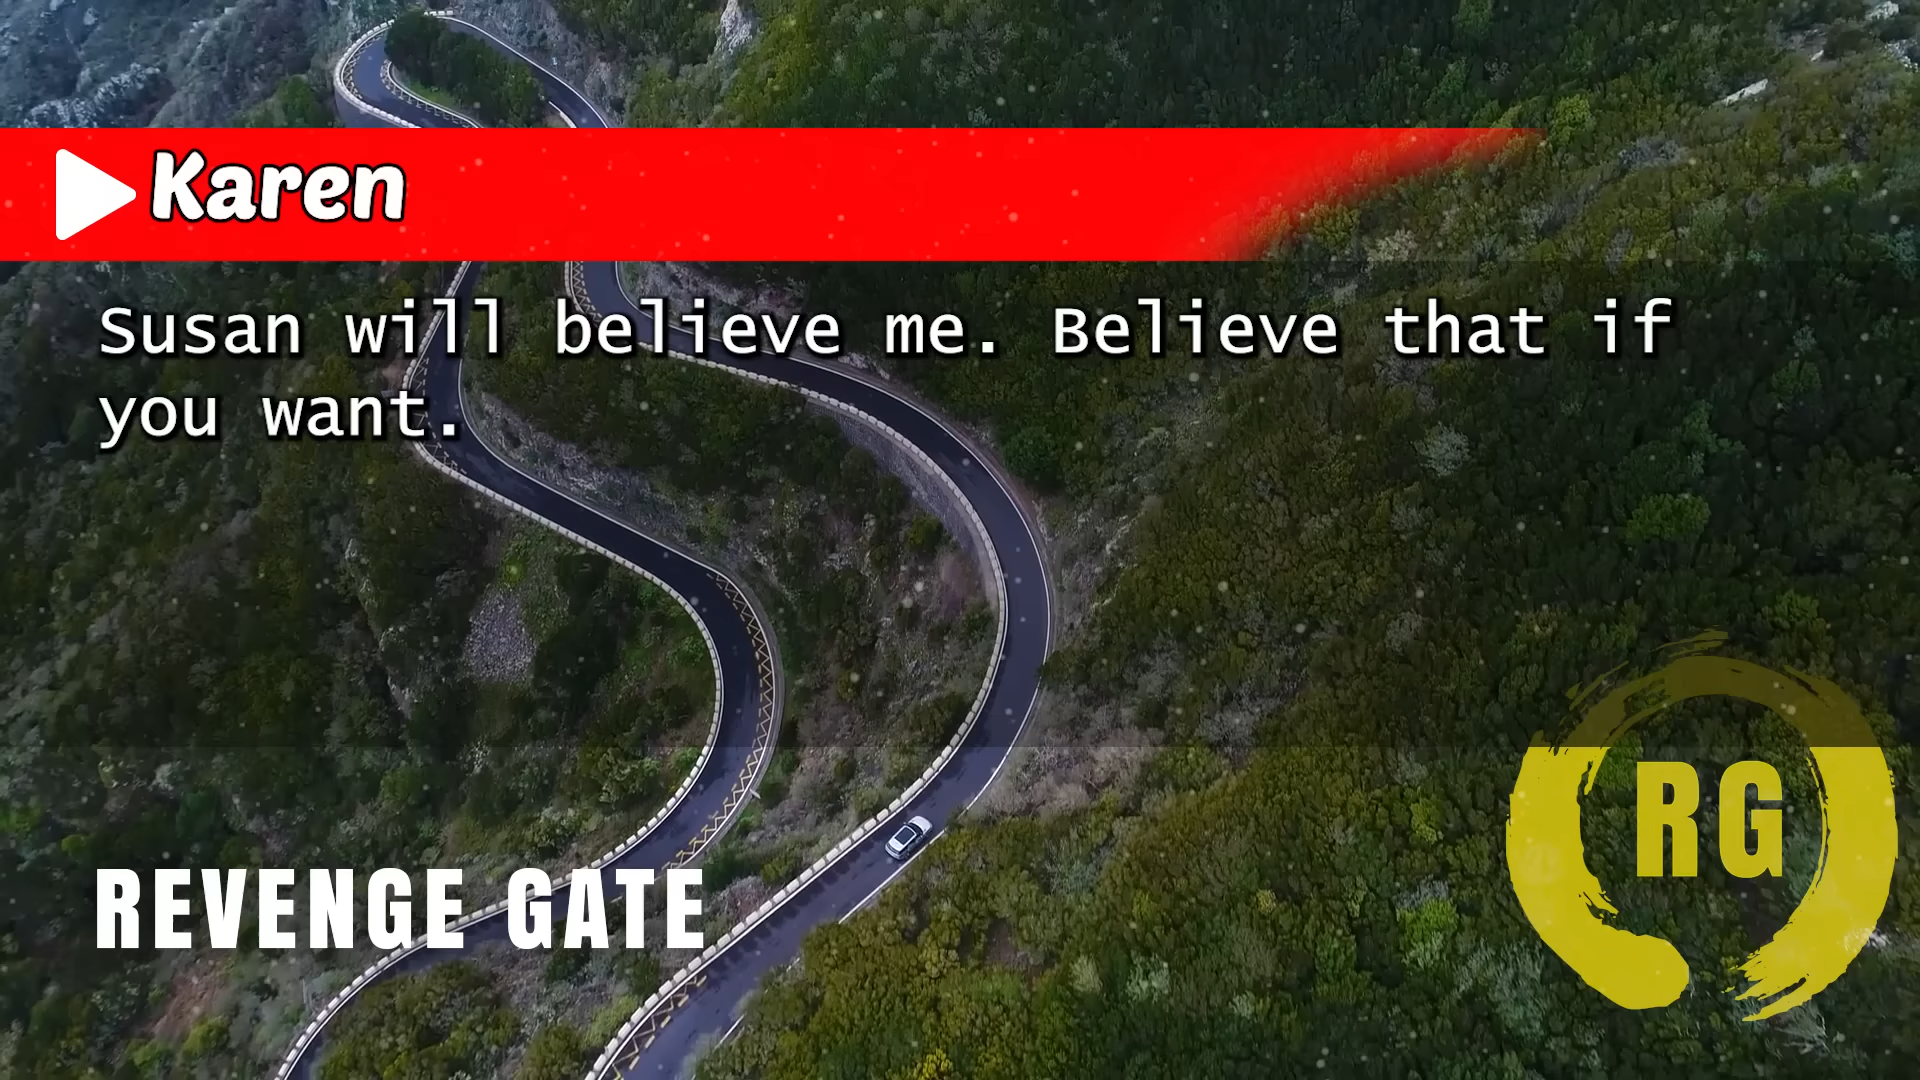 Karen
Susan will believe me. Believe that if
you want.
REVENGE GATE
RG